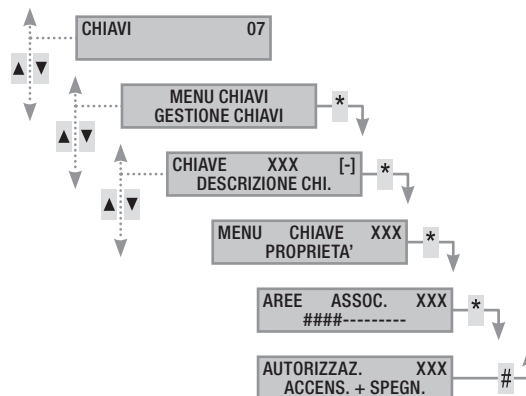 CHIAVI 07
▲ ▼
MENU CHIAVI
GESTIONE CHIAVI
*
▲ ▼
CHIAVE XXX [-]
DESCRIZIONE CHI.
*
▲ ▼
MENU CHIAVE XXX
PROPRIETA’
*
AREE ASSOC. XXX
####---------
*
AUTORIZZAZ. XXX
ACCENS. + SPEGN.
#